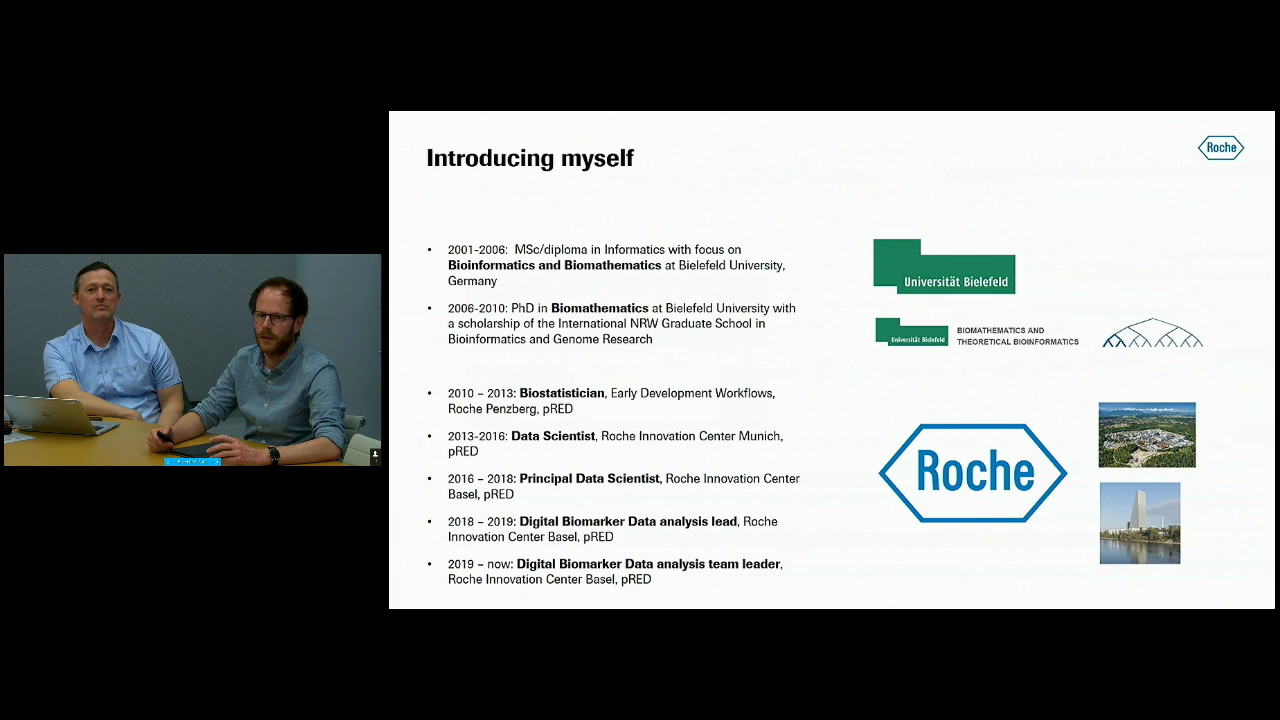 Introducing myself
Roche
• 2001-2006: MSc/diploma in Informatics with focus on
Bioinformatics and Biomathematics at Bielefeld University,
Germany
• 2006-2010: PhD in Biomathematics at Bielefeld University with
a scholarship of the International NRW Graduate School in
Bioinformatics and Genome Research
• 2010 – 2013: Biostatistician, Early Development Workflows,
Roche Penzberg, pRED
• 2013-2016: Data Scientist, Roche Innovation Center Munich,
pRED
• 2016 – 2018: Principal Data Scientist, Roche Innovation Center
Basel, pRED
• 2018 – 2019: Digital Biomarker Data analysis lead, Roche
Innovation Center Basel, pRED
• 2019 – now: Digital Biomarker Data analysis team leader,
Roche Innovation Center Basel, pRED
Universität Bielefeld
Universität Bielefeld
BIOMATHEMATICS AND
THEORETICAL BIOINFORMATICS
Roche